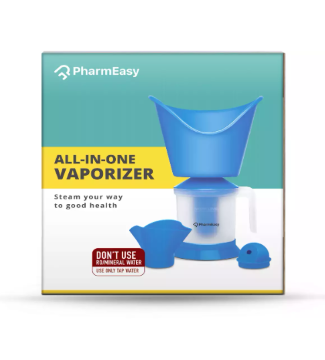 PharmEasy
ALL-IN-ONE
VAPORIZER
Steam your way
to good health
PharmEasy
DON'T USE
RO/MINERAL WATER
USE ONLY TAP WATER